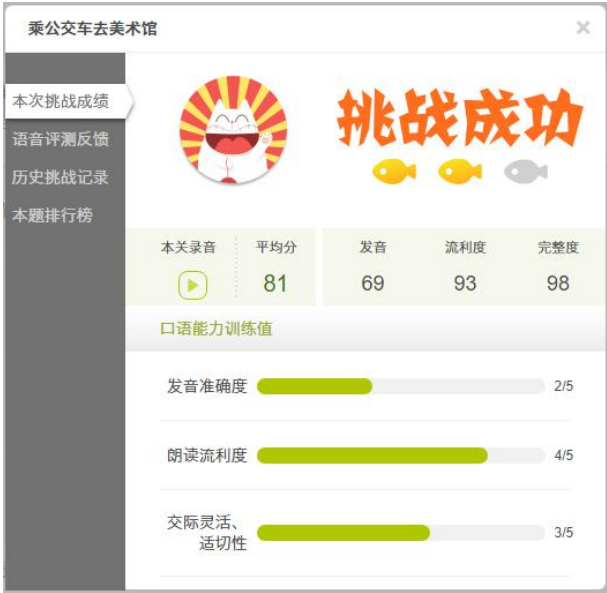 乘公交车去美术馆
×
本次挑战成绩
语音评测反馈
历史挑战记录
本题排行榜
挑战成功
本关录音 平均分 发音 流利度 完整度
81 69 93 98
口语能力训练值
发音准确度 2/5
朗读流利度 4/5
交际灵活、
适切性 3/5